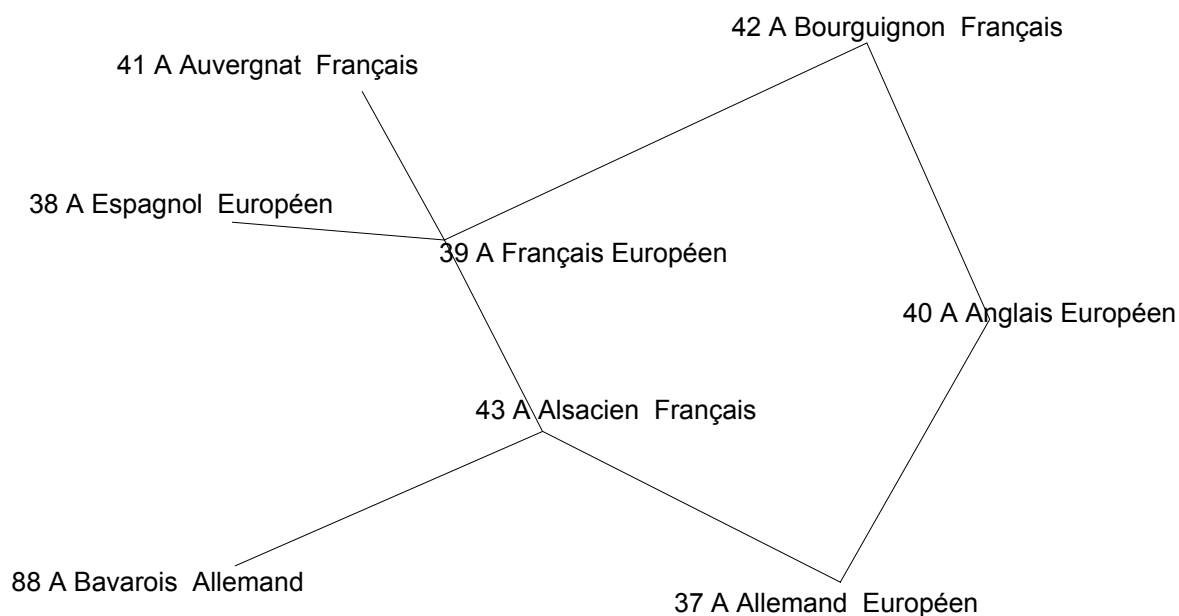 42 A Bourguignon  Français
41 A Auvergnat  Français
38 A Espagnol  Européen
39 A Français Européen
40 A Anglais Européen
43 A Alsacien  Français
88 A Bavarois  Allemand
37 A Allemand  Européen